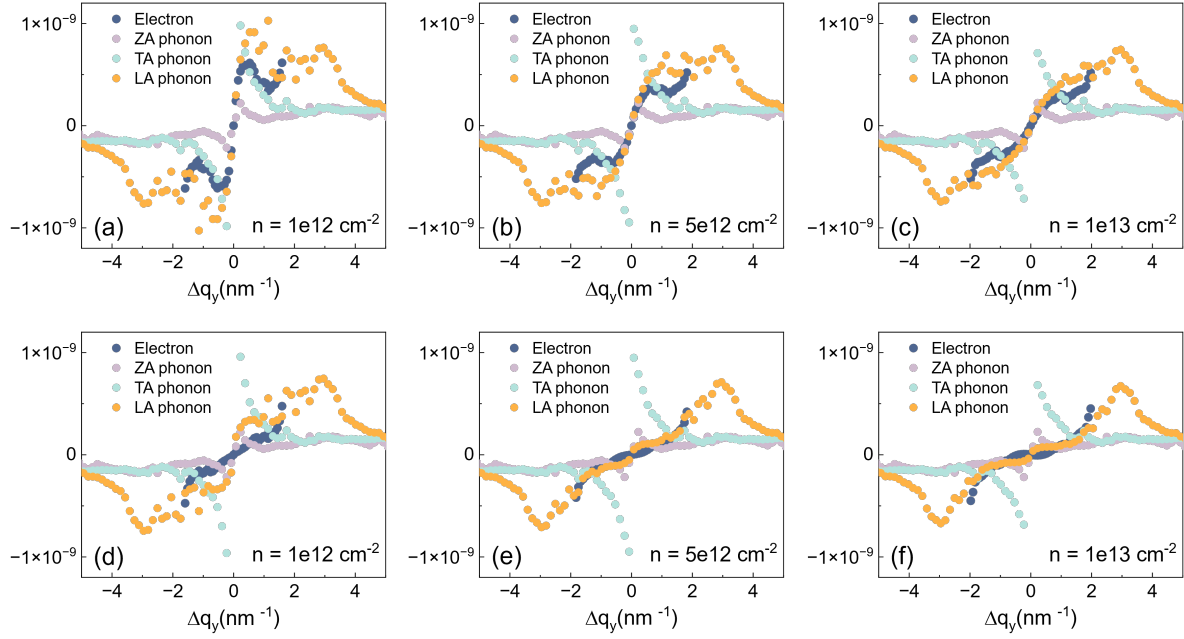 1×10⁻⁹
0
−1×10⁻⁹
Electron
ZA phonon
TA phonon
LA phonon
(a)
n = 1e12 cm⁻²
−4 −2 0 2 4
Δqy(nm ⁻¹)
1×10⁻⁹
0
−1×10⁻⁹
Electron
ZA phonon
TA phonon
LA phonon
(b)
n = 5e12 cm⁻²
−4 −2 0 2 4
Δqy(nm ⁻¹)
1×10⁻⁹
0
−1×10⁻⁹
Electron
ZA phonon
TA phonon
LA phonon
(c)
n = 1e13 cm⁻²
−4 −2 0 2 4
Δqy(nm ⁻¹)
1×10⁻⁹
0
−1×10⁻⁹
Electron
ZA phonon
TA phonon
LA phonon
(d)
n = 1e12 cm⁻²
−4 −2 0 2 4
Δqy(nm ⁻¹)
1×10⁻⁹
0
−1×10⁻⁹
Electron
ZA phonon
TA phonon
LA phonon
(e)
n = 5e12 cm⁻²
−4 −2 0 2 4
Δqy(nm ⁻¹)
1×10⁻⁹
0
−1×10⁻⁹
Electron
ZA phonon
TA phonon
LA phonon
(f)
n = 1e13 cm⁻²
−4 −2 0 2 4
Δqy(nm ⁻¹)